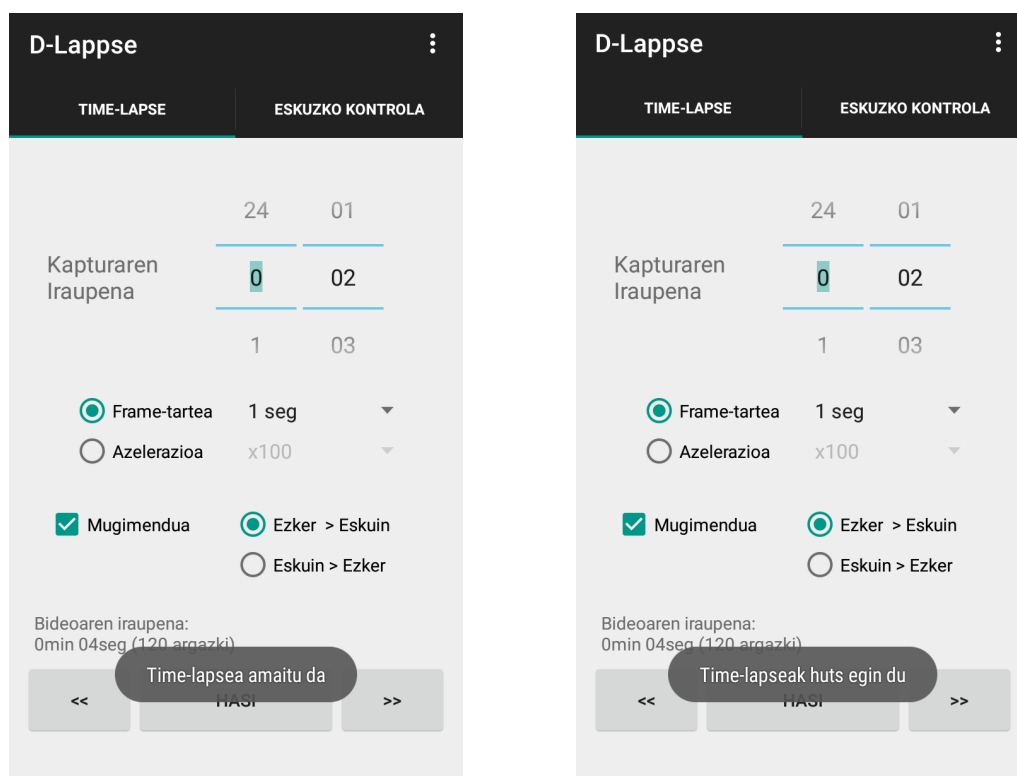 D-Lappse
TIME-LAPSE ESKUZKO KONTROLA
24 01
Kapturaren
Iraupena
0 02
1 03
Frame-tartea 1 seg
Azelerazioa x100
Mugimendua Ezker > Eskuin
Eskuin > Ezker
Bideoaren iraupena:
0min 04seg (120 argazki)
Time-lapsea amaitu da
<< HASI >>
D-Lappse
TIME-LAPSE ESKUZKO KONTROLA
24 01
Kapturaren
Iraupena
0 02
1 03
Frame-tartea 1 seg
Azelerazioa x100
Mugimendua Ezker > Eskuin
Eskuin > Ezker
Bideoaren iraupena:
0min 04seg (120 argazki)
Time-lapseak huts egin du
<< HASI >>